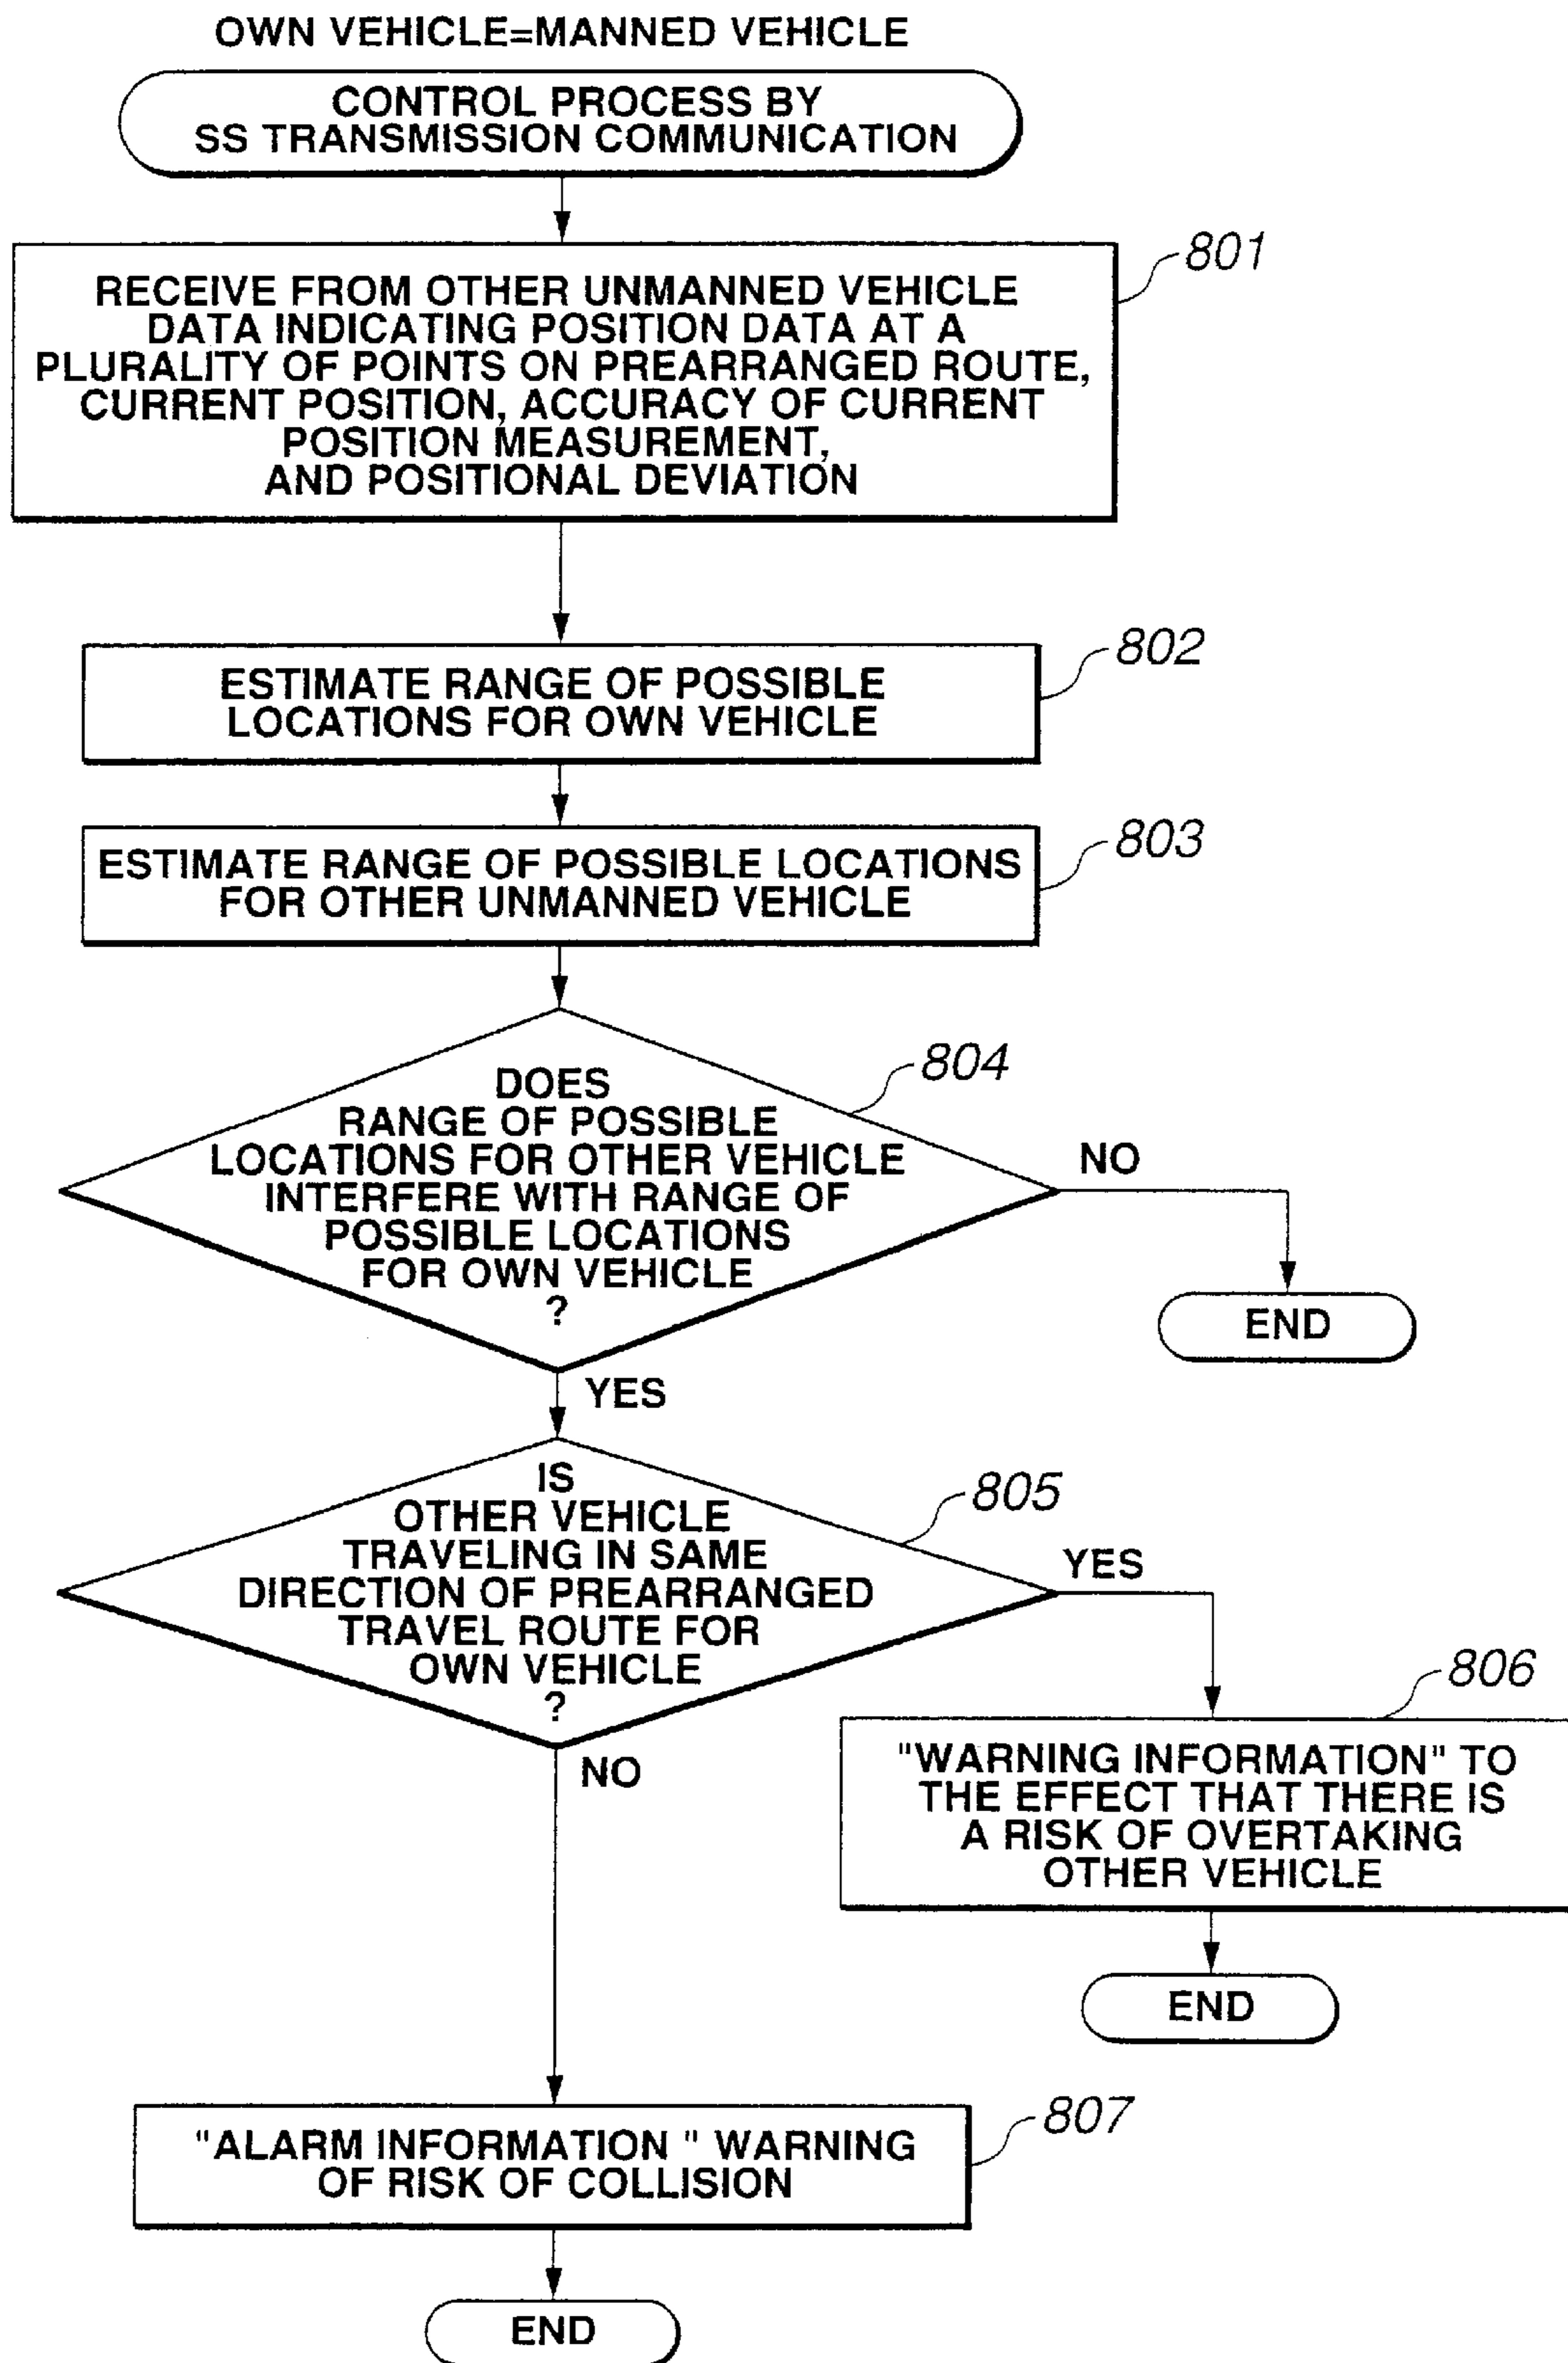 OWN VEHICLE=MANNED VEHICLE
CONTROL PROCESS BY
SS TRANSMISSION COMMUNICATION
801
RECEIVE FROM OTHER UNMANNED VEHICLE
DATA INDICATING POSITION DATA AT A
PLURALITY OF POINTS ON PREARRANGED ROUTE,
CURRENT POSITION, ACCURACY OF CURRENT
POSITION MEASUREMENT,
AND POSITIONAL DEVIATION
802
ESTIMATE RANGE OF POSSIBLE
LOCATIONS FOR OWN VEHICLE
803
ESTIMATE RANGE OF POSSIBLE LOCATIONS
FOR OTHER UNMANNED VEHICLE
804
DOES
RANGE OF POSSIBLE
LOCATIONS FOR OTHER VEHICLE
INTERFERE WITH RANGE OF
POSSIBLE LOCATIONS
FOR OWN VEHICLE
?
NO
END
YES
805
IS
OTHER VEHICLE
TRAVELING IN SAME
DIRECTION OF PREARRANGED
TRAVEL ROUTE FOR
OWN VEHICLE
?
YES
806
"WARNING INFORMATION" TO
THE EFFECT THAT THERE IS
A RISK OF OVERTAKING
OTHER VEHICLE
END
NO
807
"ALARM INFORMATION " WARNING
OF RISK OF COLLISION
END